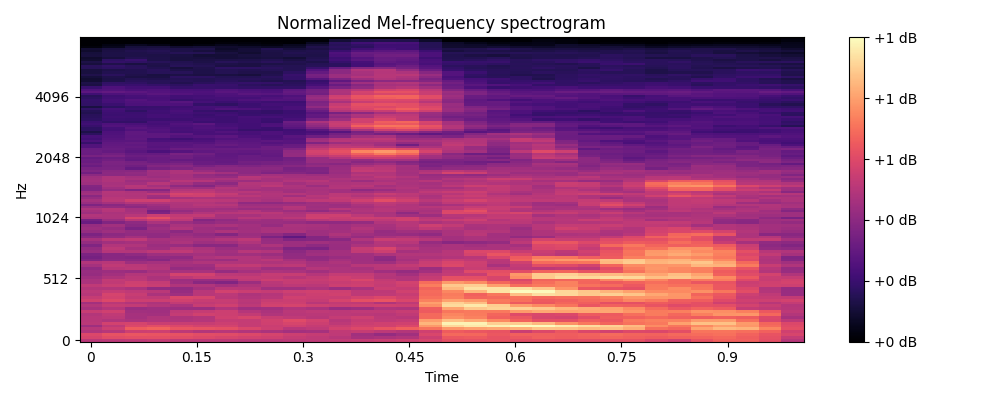 Normalized Mel-frequency spectrogram
+1 dB
+1 dB
+1 dB
+0 dB
+0 dB
+0 dB
Hz
4096
2048
1024
512
0
0 0.15 0.3 0.45 0.6 0.75 0.9
Time